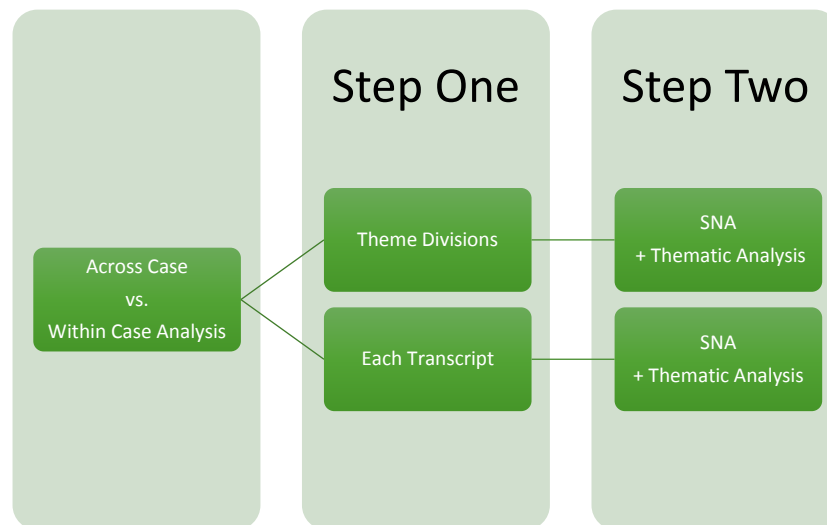 Step One
Step Two
Across Case
vs.
Within Case Analysis
Theme Divisions
SNA
+ Thematic Analysis
Each Transcript
SNA
+ Thematic Analysis